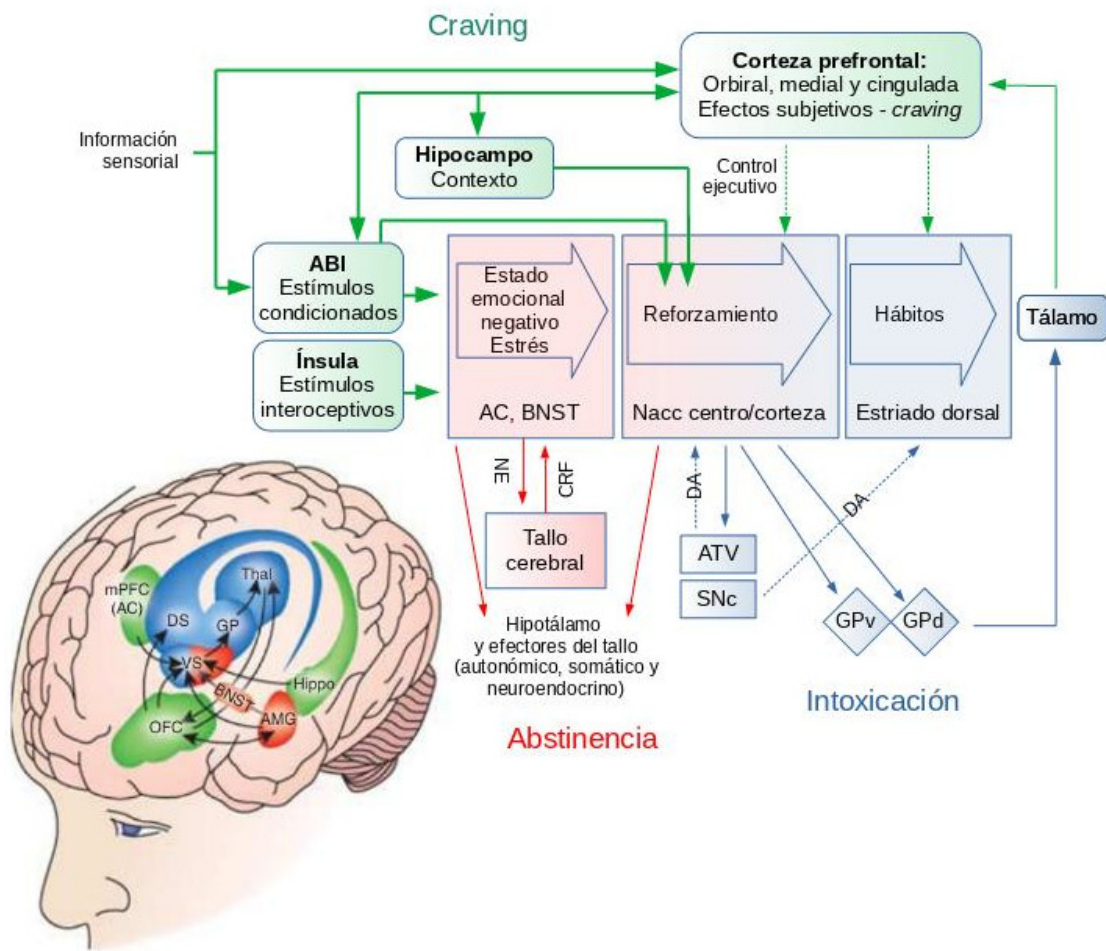 Craving
Corteza prefrontal:
Orbiral, medial y cingulada
Efectos subjetivos - craving
Información
sensorial
Hipocampo
Contexto
Control
ejecutivo
ABI
Estímulos
condicionados
Ínsula
Estímulos
interoceptivos
Estado
emocional
negativo
Estrés
AC, BNST
Reforzamiento
Nacc centro/corteza
Hábitos
Estriado dorsal
Tálamo
NE
CRF
DA
DA
Tallo
cerebral
ATV
SNc
GPv
GPd
Hipotálamo
y efectores del tallo
(autonómico, somático y
neuroendocrino)
Abstinencia
Intoxicación
mPFC
(AC)
Thal
DS
GP
VS
BNST
Hippo
OFC
AMG